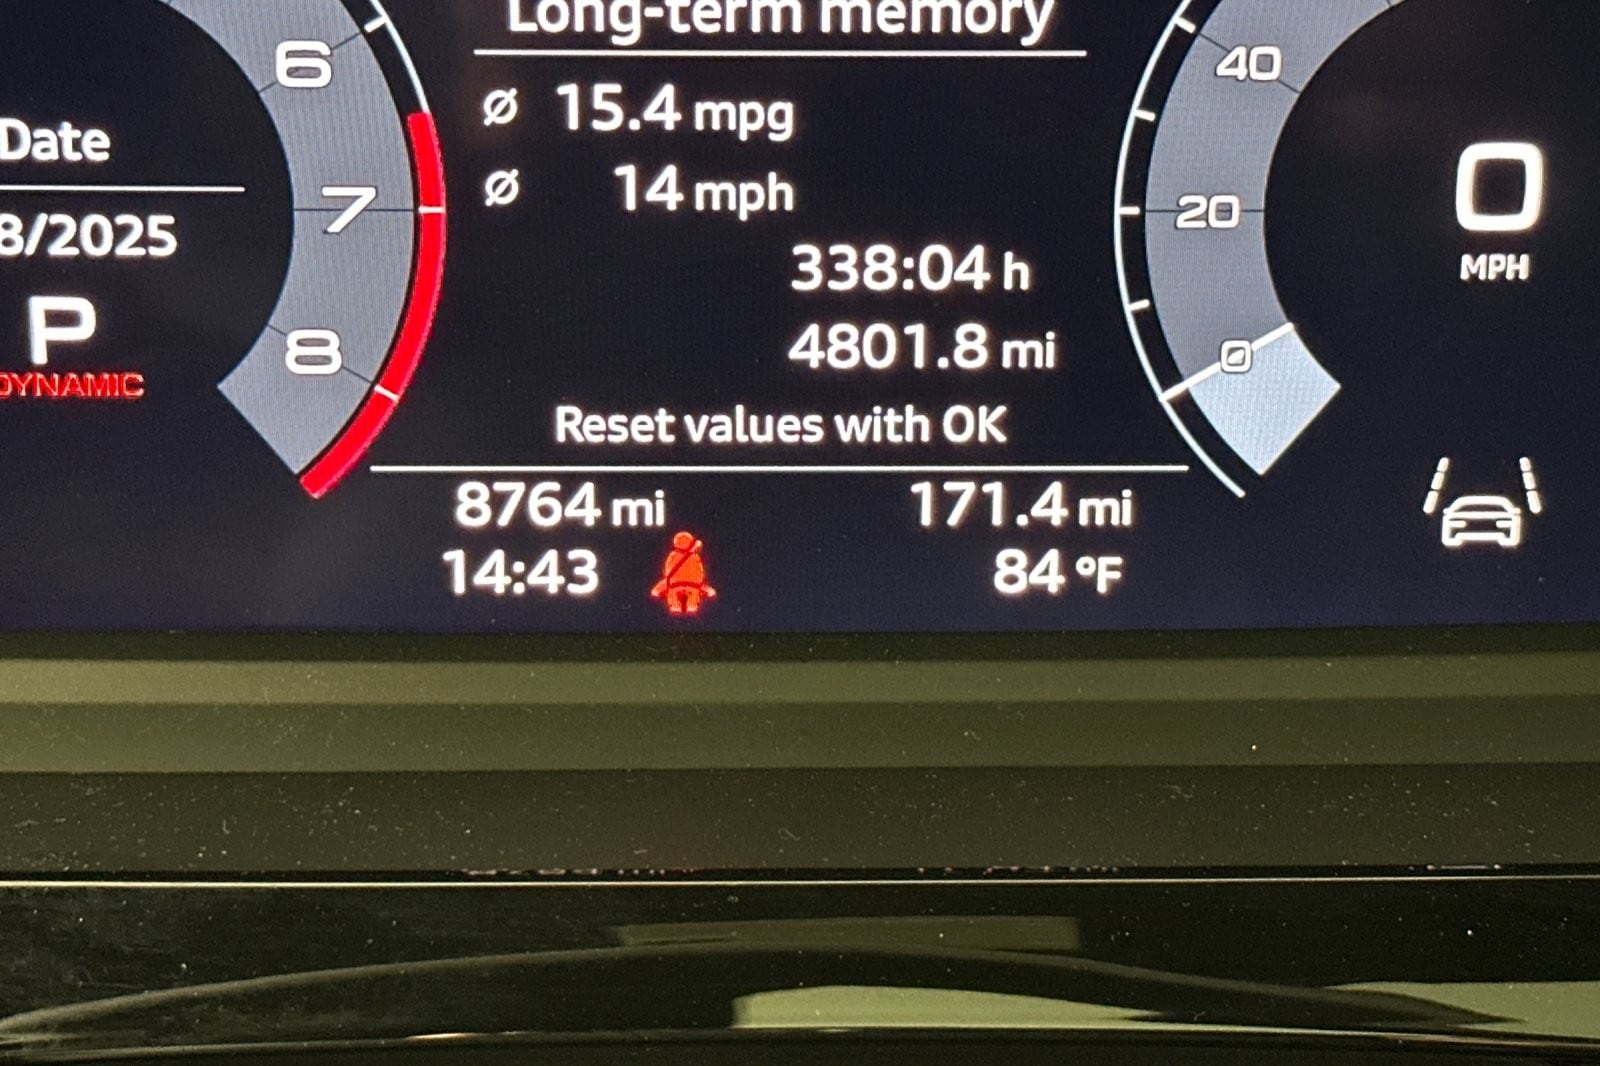 Long-term memory
6
40
Ø 15.4 mpg
Date
7
Ø 14 mph
20
0
MPH
8/2025
338:04 h
P
4801.8 mi
8
0
DYNAMIC
Reset values with OK
8764 mi
171.4 mi
14:43
84 °F